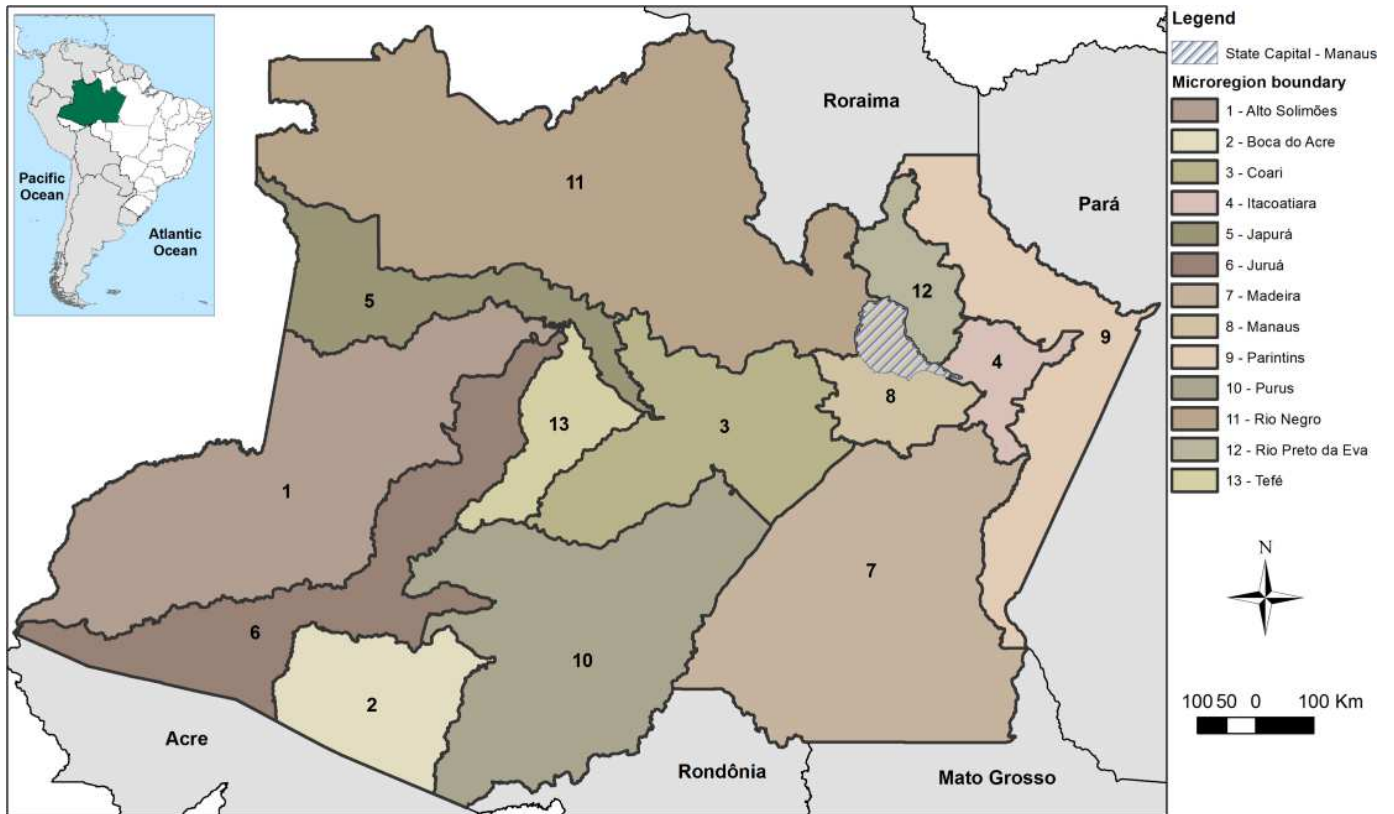 Pacific
Ocean
Atlantic
Ocean
Roraima
Pará
11
5
12
9
4
8
13
3
1
7
6
10
2
Acre
Rondônia
Mato Grosso
Legend
State Capital - Manaus
Microregion boundary
1 - Alto Solimões
2 - Boca do Acre
3 - Coari
4 - Itacoatiara
5 - Japurá
6 - Juruá
7 - Madeira
8 - Manaus
9 - Parintins
10 - Purus
11 - Rio Negro
12 - Rio Preto da Eva
13 - Tefé
N
100 50 0 100 Km